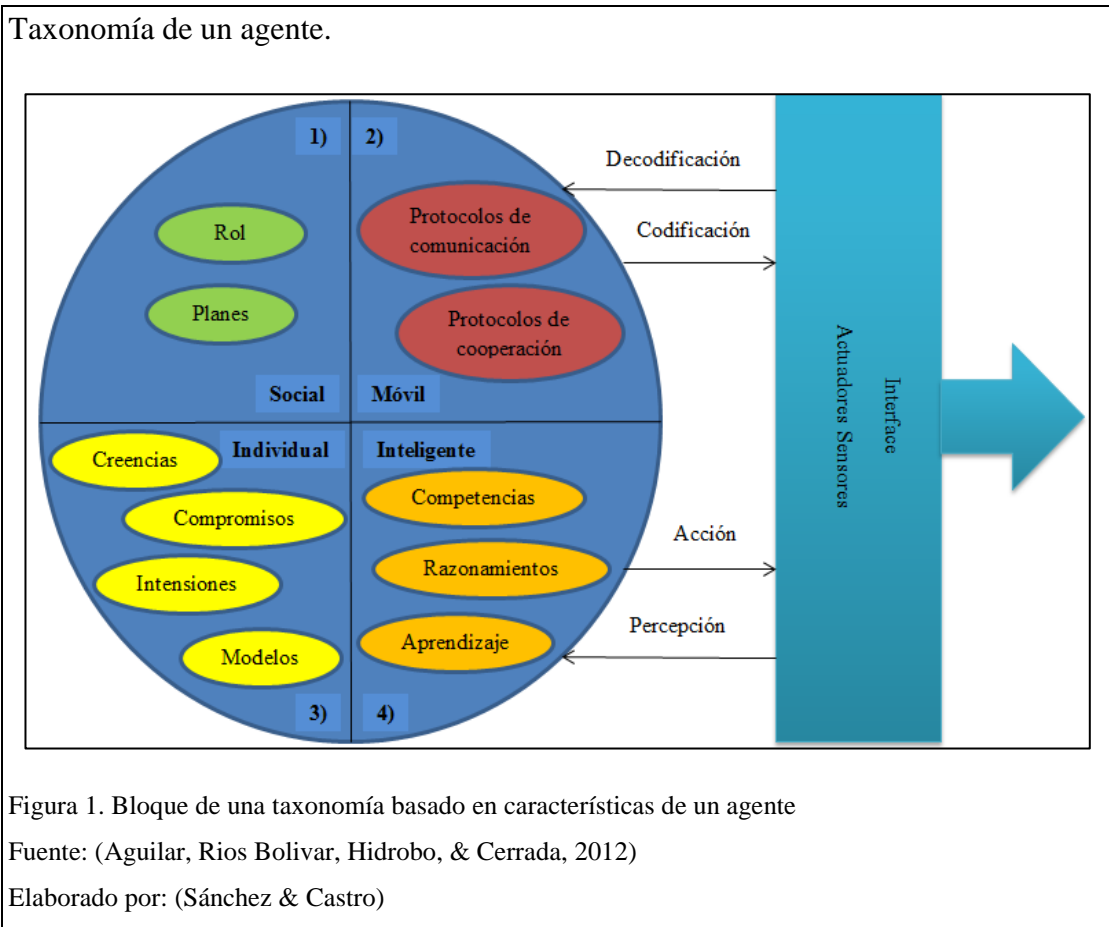 Taxonomía de un agente.
1)
2)
Decodificación
Protocolos de
comunicación
Codificación
Rol
Planes
Protocolos de
cooperación
Social
Móvil
Interface
Actuadores Sensores
Individual
Inteligente
Creencias
Competencias
Compromisos
Acción
Razonamientos
Intensiones
Percepción
Aprendizaje
Modelos
3)
4)
Figura 1. Bloque de una taxonomía basado en características de un agente
Fuente: (Aguilar, Rios Bolivar, Hidrobo, & Cerrada, 2012)
Elaborado por: (Sánchez & Castro)